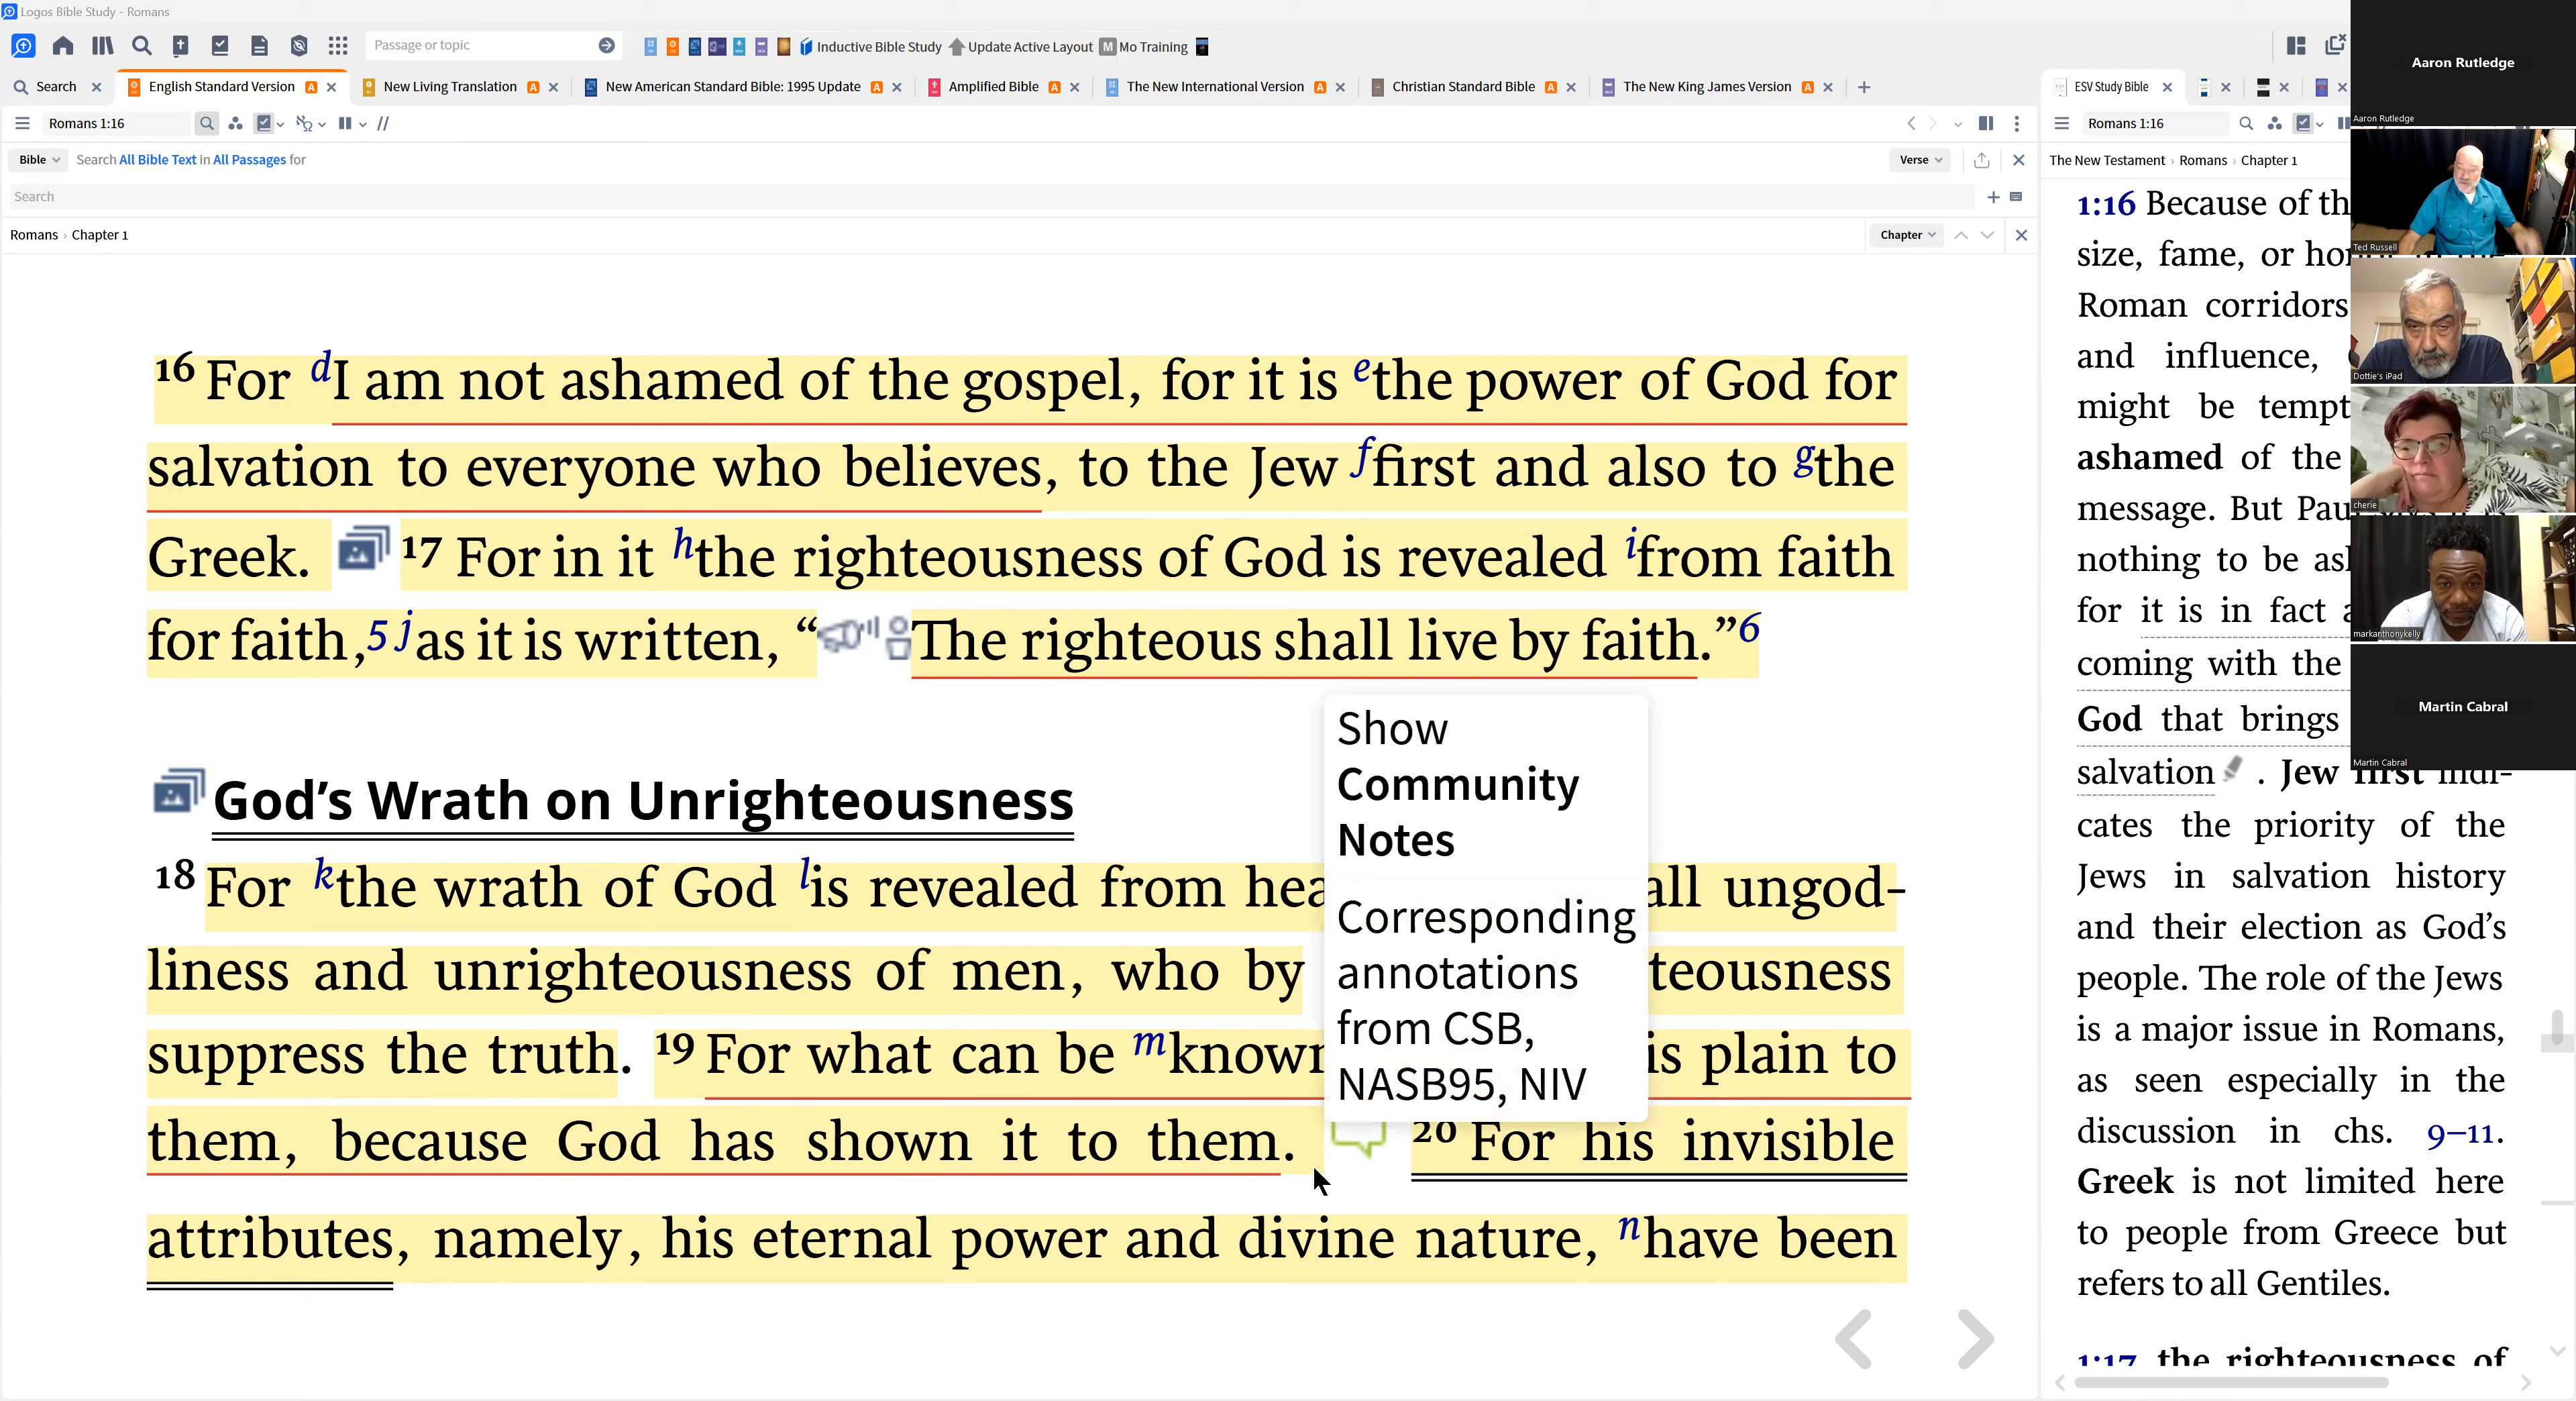 Logos Bible Study - Romans
Passage or topic
Inductive Bible Study Update Active Layout M Mo Training
Search
English Standard Version A
New Living Translation A
New American Standard Bible: 1995 Update A
Amplified Bible A
The New International Version A
Christian Standard Bible A
The New King James Version A
Romans 1:16
Bible Search All Bible Text in All Passages for
Verse
Search
Romans › Chapter 1
Chapter
16 For dI am not ashamed of the gospel, for it is ethe power of God for
salvation to everyone who believes, to the Jew ffirst and also to gthe
Greek. 17 For in it hthe righteousness of God is revealed ifrom faith
for faith,5 jas it is written, “The righteous shall live by faith.”6
God’s Wrath on Unrighteousness
18 For kthe wrath of God lis revealed from hea all ungod-
liness and unrighteousness of men, who by teousness
suppress the truth. 19 For what can be mknown is plain to
them, because God has shown it to them. 20 For his invisible
attributes, namely, his eternal power and divine nature, nhave been
Show
Community
Notes
Corresponding
annotations
from CSB,
NASB95, NIV
ESV Study Bible
Romans 1:16
The New Testament › Romans › Chapter 1
1:16 Because of th
size, fame, or
Roman corridors
and influence,
might be tempt
ashamed of the
message. But Pau
nothing to be as
for it is in fact
coming with the
God that brings
salvation . Jew first indi-
cates the priority of the
Jews in salvation history
and their election as God’s
people. The role of the Jews
is a major issue in Romans,
as seen especially in the
discussion in chs. 9–11.
Greek is not limited here
to people from Greece but
refers to all Gentiles.
1:17 the righteousness of
Aaron Rutledge
Aaron Rutledge
Ted Russell
Dottie's iPad
cherie
markanthonykelly
Martin Cabral
Martin Cabral